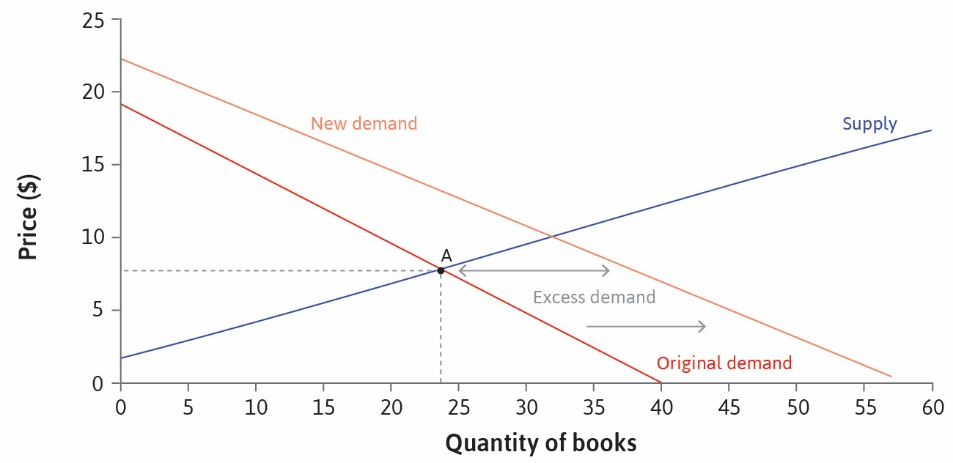 25
20
15
10
5
0
Price ($)
New demand
Supply
A
Excess demand
Original demand
0 5 10 15 20 25 30 35 40 45 50 55 60
Quantity of books